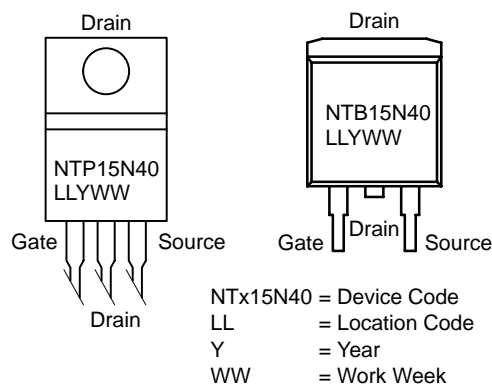 Drain
NTP15N40
LLYWW
Gate
Source
Drain
Drain
NTB15N40
LLYWW
Gate
Drain
Source
NTx15N40 = Device Code
LL = Location Code
Y = Year
WW = Work Week